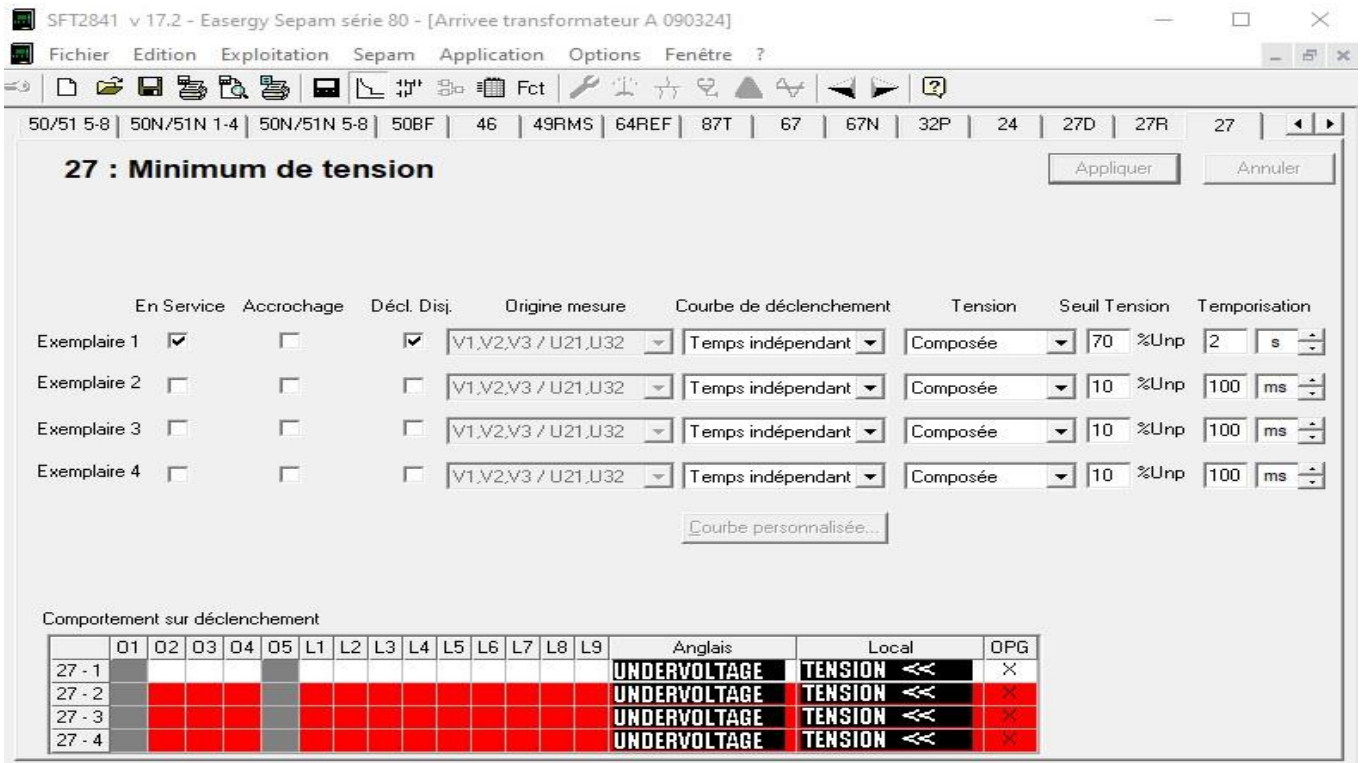 SFT2841 v 17.2 - Easergy Sepam série 80 - [Arrivee transformateur A 090324]
Fichier Edition Exploitation Sepam Application Options Fenêtre ?
Fct
50/51 5-8 50N/51N 1-4 50N/51N 5-8 50BF 46 49RMS 64REF 87T 67 67N 32P 24 27D 27R 27
27 : Minimum de tension
Appliquer Annuler
En Service Accrochage Décl. Disj. Origine mesure Courbe de déclenchement Tension Seuil Tension Temporisation
Exemplaire 1 V1,V2,V3 / U21,U32 Temps indépendant Composée 70 %Unp 2 s
Exemplaire 2 V1,V2,V3 / U21,U32 Temps indépendant Composée 10 %Unp 100 ms
Exemplaire 3 V1,V2,V3 / U21,U32 Temps indépendant Composée 10 %Unp 100 ms
Exemplaire 4 V1,V2,V3 / U21,U32 Temps indépendant Composée 10 %Unp 100 ms
Courbe personnalisée...
Comportement sur déclenchement
O1 O2 O3 O4 O5 L1 L2 L3 L4 L5 L6 L7 L8 L9 Anglais Local OPG
27 - 1 UNDERVOLTAGE TENSION << X
27 - 2 UNDERVOLTAGE TENSION << X
27 - 3 UNDERVOLTAGE TENSION << X
27 - 4 UNDERVOLTAGE TENSION << X